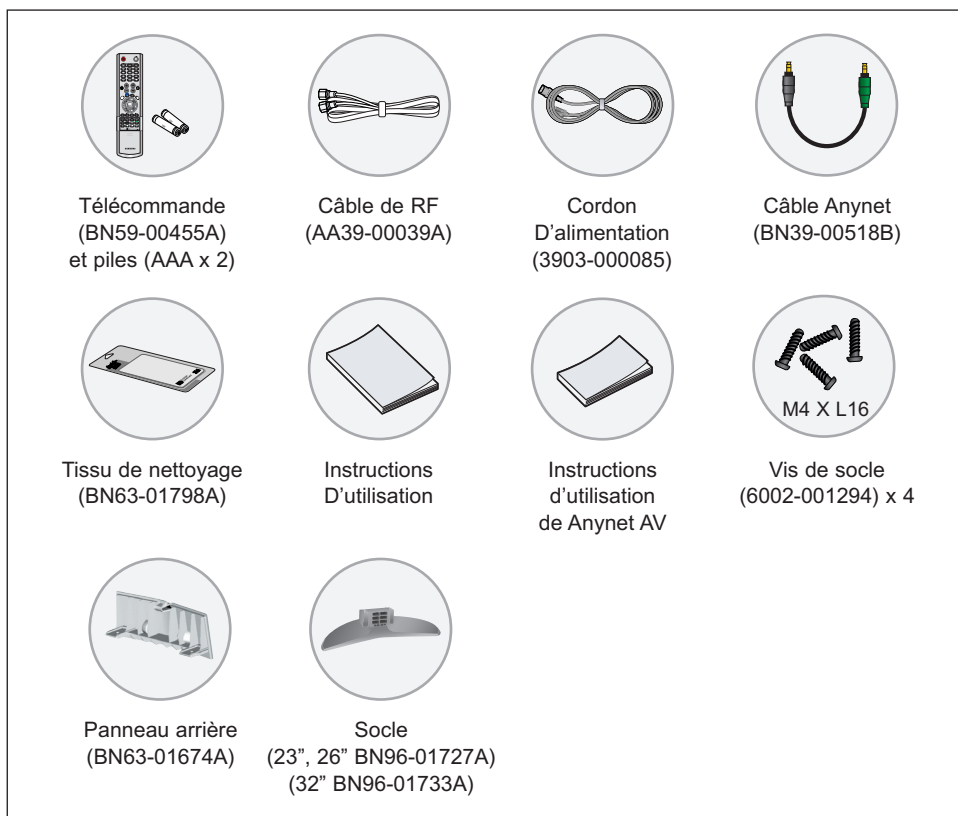 Télécommande
(BN59-00455A)
et piles (AAA x 2)
Câble de RF
(AA39-00039A)
Cordon
D’alimentation
(3903-000085)
Câble Anynet
(BN39-00518B)
Tissu de nettoyage
(BN63-01798A)
Instructions
D’utilisation
Instructions
d’utilisation
de Anynet AV
M4 X L16
Vis de socle
(6002-001294) x 4
Panneau arrière
(BN63-01674A)
Socle
(23”, 26” BN96-01727A)
(32” BN96-01733A)